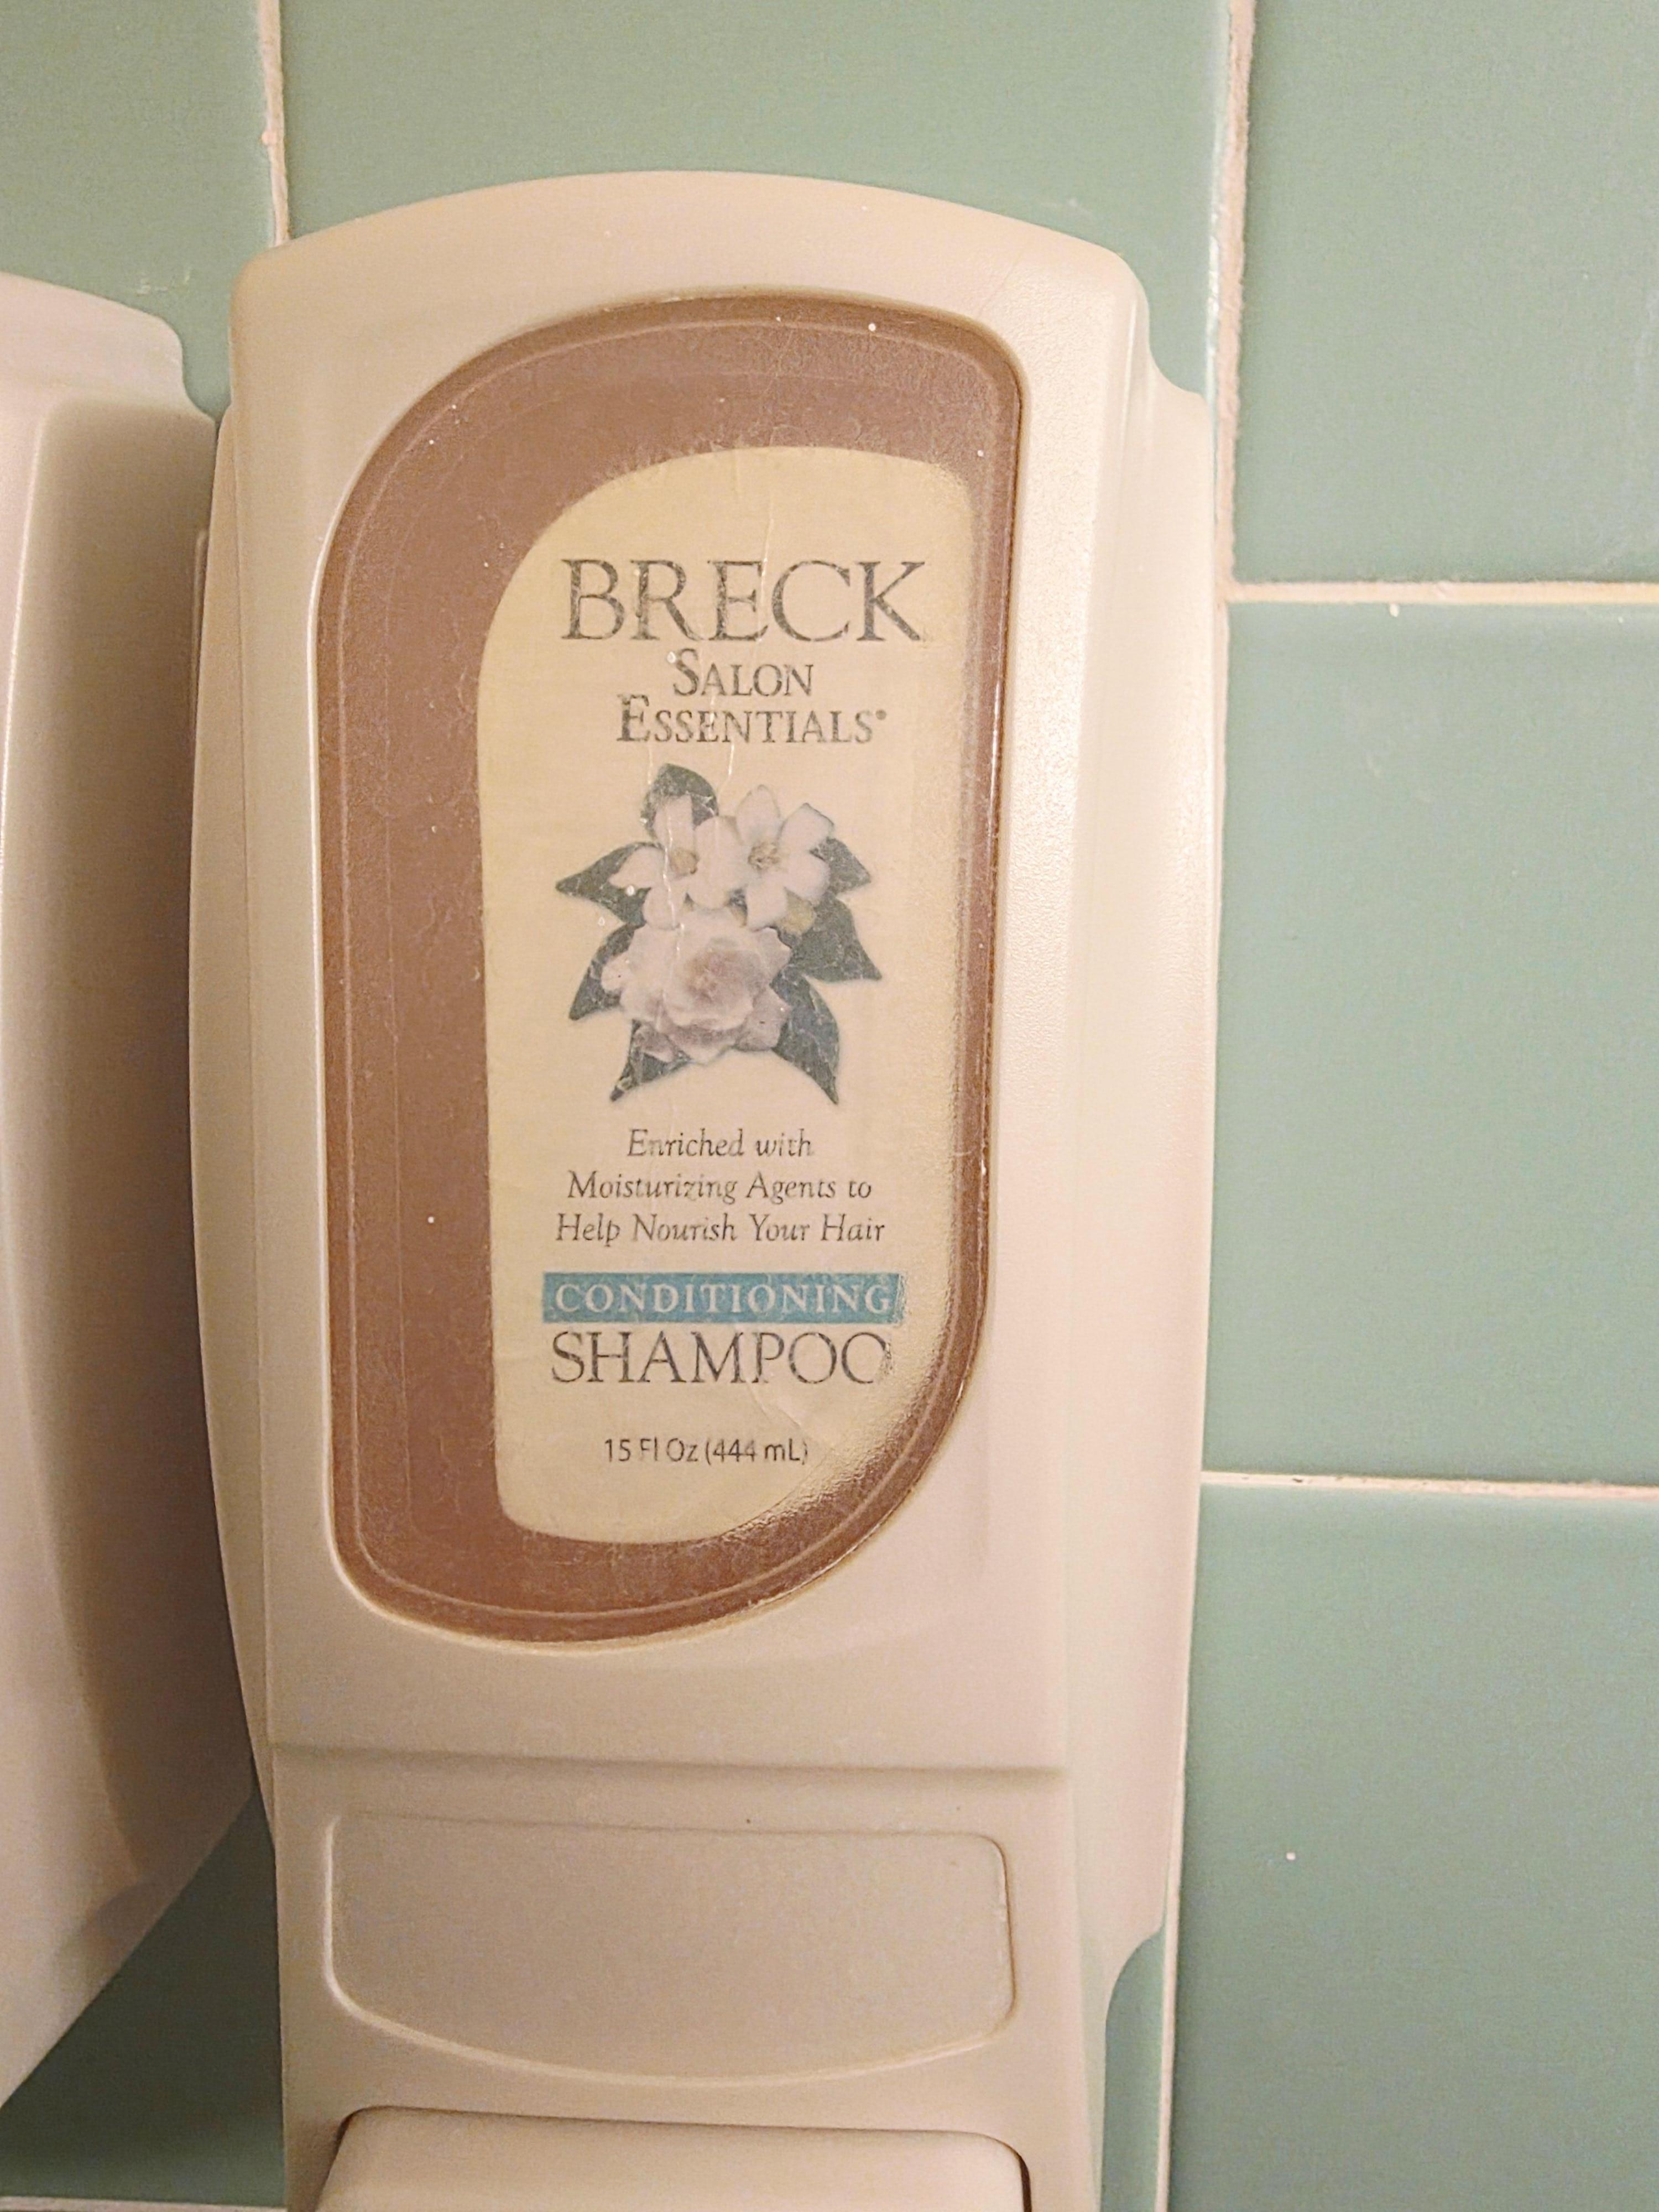 BRECK
SALON
ESSENTIALS®
Enriched with
Moisturizing Agents to
Help Nourish Your Hair
CONDITIONING
SHAMPOO
15 Fl Oz (444 mL)